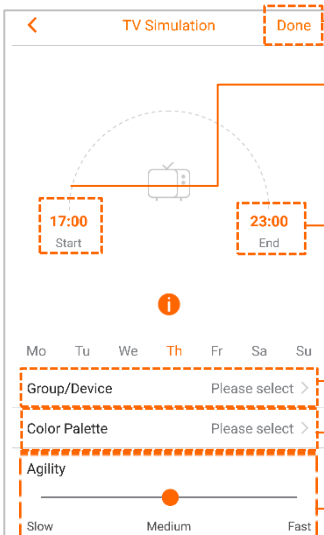 TV Simulation Done
17:00 23:00
Start End
i
Mo Tu We Th Fr Sa Su
Group/Device Please select >
Color Palette Please select >
Agility
Slow Medium Fast